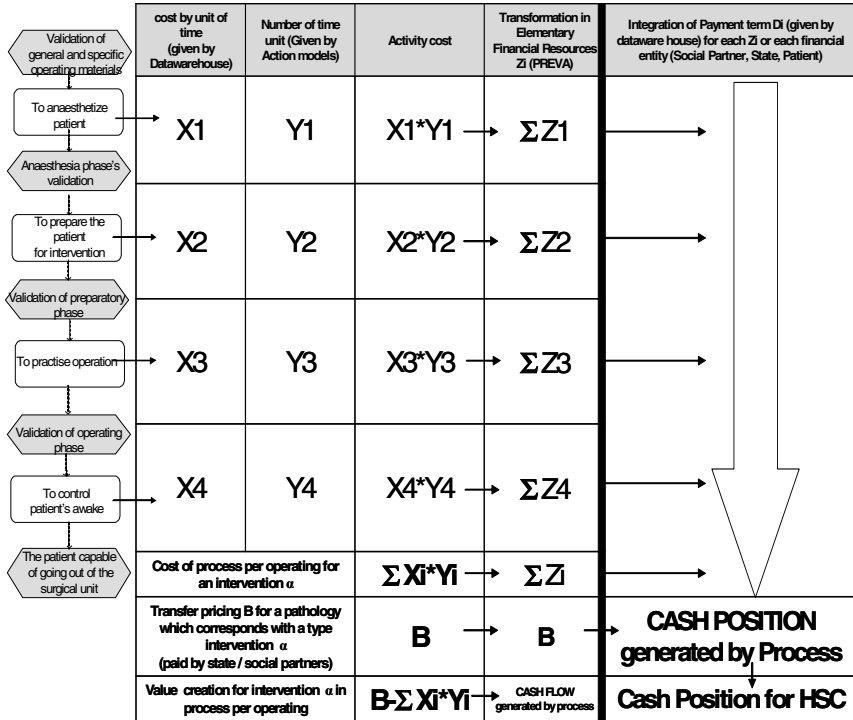 Validation of
general and specific
operating materials
cost by unit of
time
(given by
Datawarehouse)
Number of time
unit (Given by
Action models)
Activity cost
Transformation in
Elementary
Financial Resources
Zi (PREVA)
Integration of Payment term Di (given by
dataware house) for each Zi or each financial
entity (Social Partner, State, Patient)
To anaesthetize
patient
X1
Y1
X1*Y1
ΣZ1
Anaesthesia phase's
validation
To prepare the
patient
for intervention
X2
Y2
X2*Y2
ΣZ2
Validation of preparatory
phase
To practise operation
X3
Y3
X3*Y3
ΣZ3
Validation of operating
phase
To control
patient's awake
X4
Y4
X4*Y4
ΣZ4
The patient capable
of going out of the
surgical unit
Cost of process per operating for
an intervention α
ΣXi*Yi
ΣZi
Transfer pricing B for a pathology
which corresponds with a type
intervention α
(paid by state / social partners)
B
B
CASH POSITION
generated by Process
Value creation for intervention α in
process per operating
B-ΣXi*Yi
CASH FLOW
generated by process
Cash Position for HSC